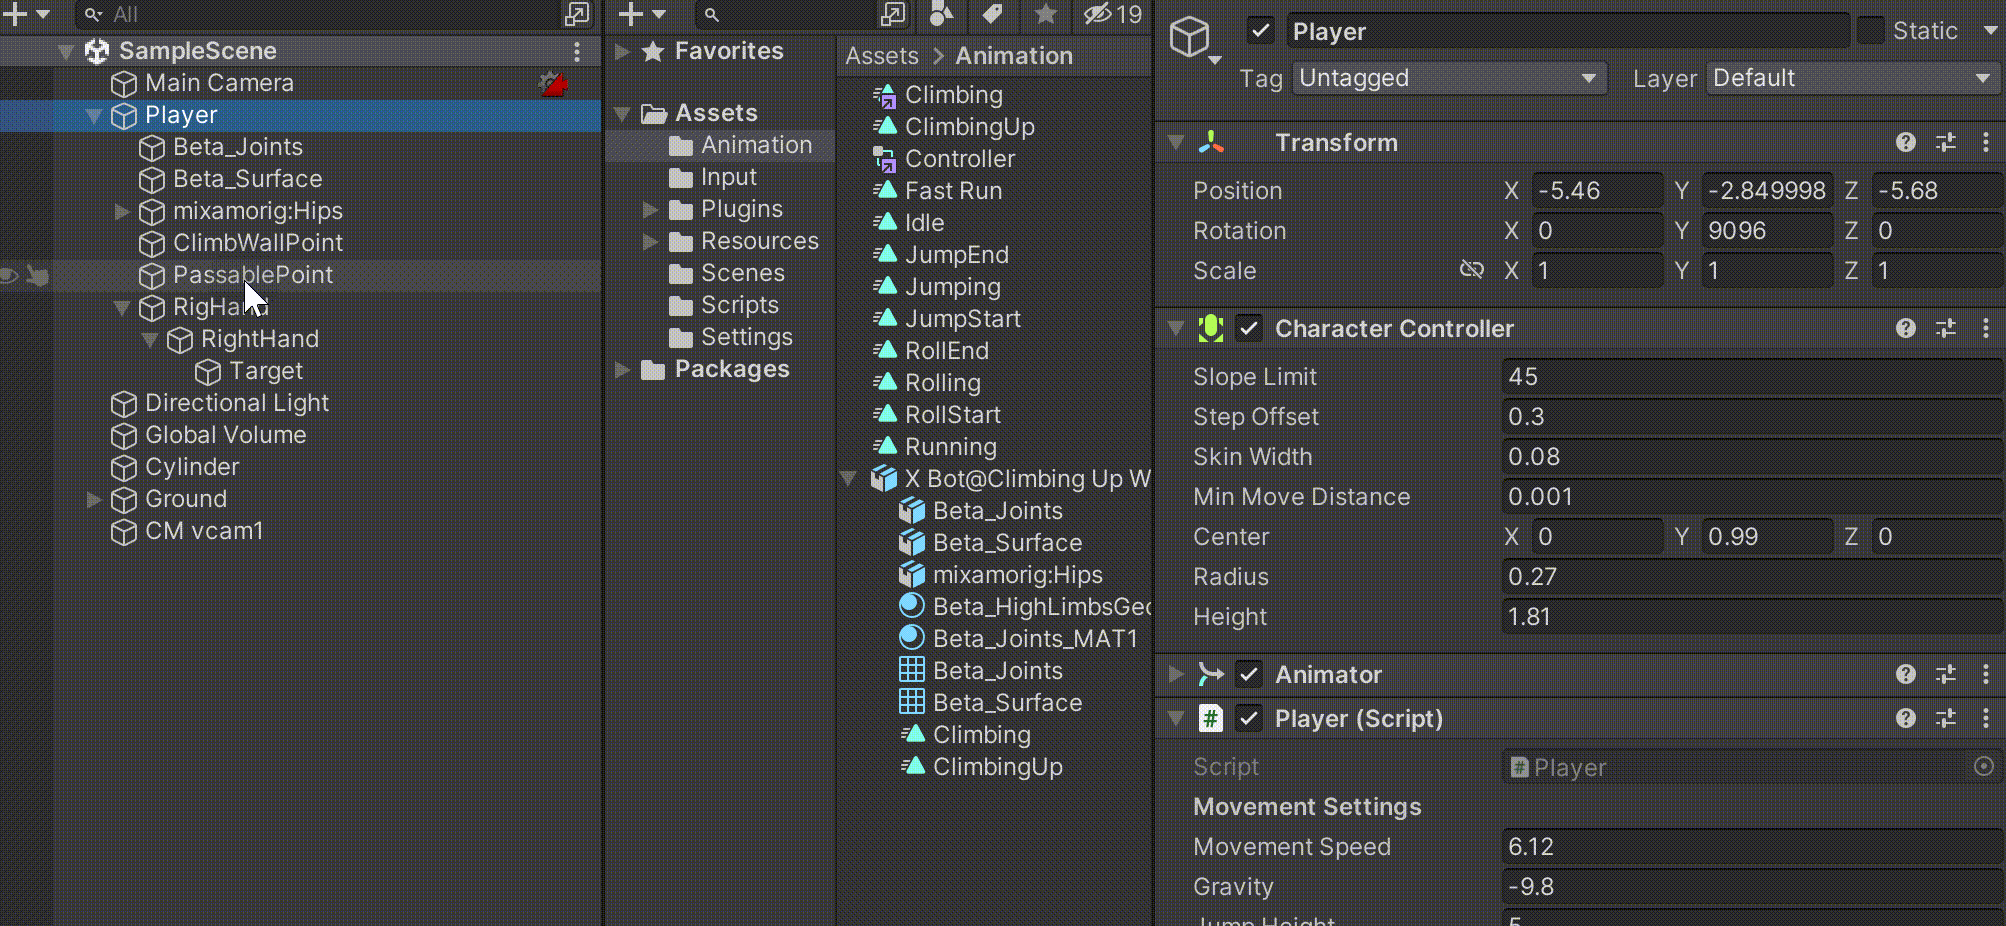 All
SampleScene
Main Camera
Player
Beta_Joints
Beta_Surface
mixamorig:Hips
ClimbWallPoint
PassablePoint
RightHand
Target
Directional Light
Global Volume
Cylinder
Ground
CM vcam1
19
Favorites
Assets
Animation
Input
Plugins
Resources
Scenes
Scripts
Settings
Packages
Assets > Animation
Climbing
ClimbingUp
Controller
Fast Run
Idle
JumpEnd
Jumping
JumpStart
RollEnd
Rolling
RollStart
Running
X Bot@Climbing Up W
Beta_Joints
Beta_Surface
mixamorig:Hips
Beta_HighLimbsGeo
Beta_Joints_MAT1
Beta_Joints
Beta_Surface
Climbing
ClimbingUp
Player Static
Tag Untagged Layer Default
Transform
Position X -5.46 Y -2.849998 Z -5.68
Rotation X 0 Y 9096 Z 0
Scale X 1 Y 1 Z 1
Character Controller
Slope Limit 45
Step Offset 0.3
Skin Width 0.08
Min Move Distance 0.001
Center X 0 Y 0.99 Z 0
Radius 0.27
Height 1.81
Animator
# Player (Script)
Script # Player
Movement Settings
Movement Speed 6.12
Gravity -9.8
Jump Height 5